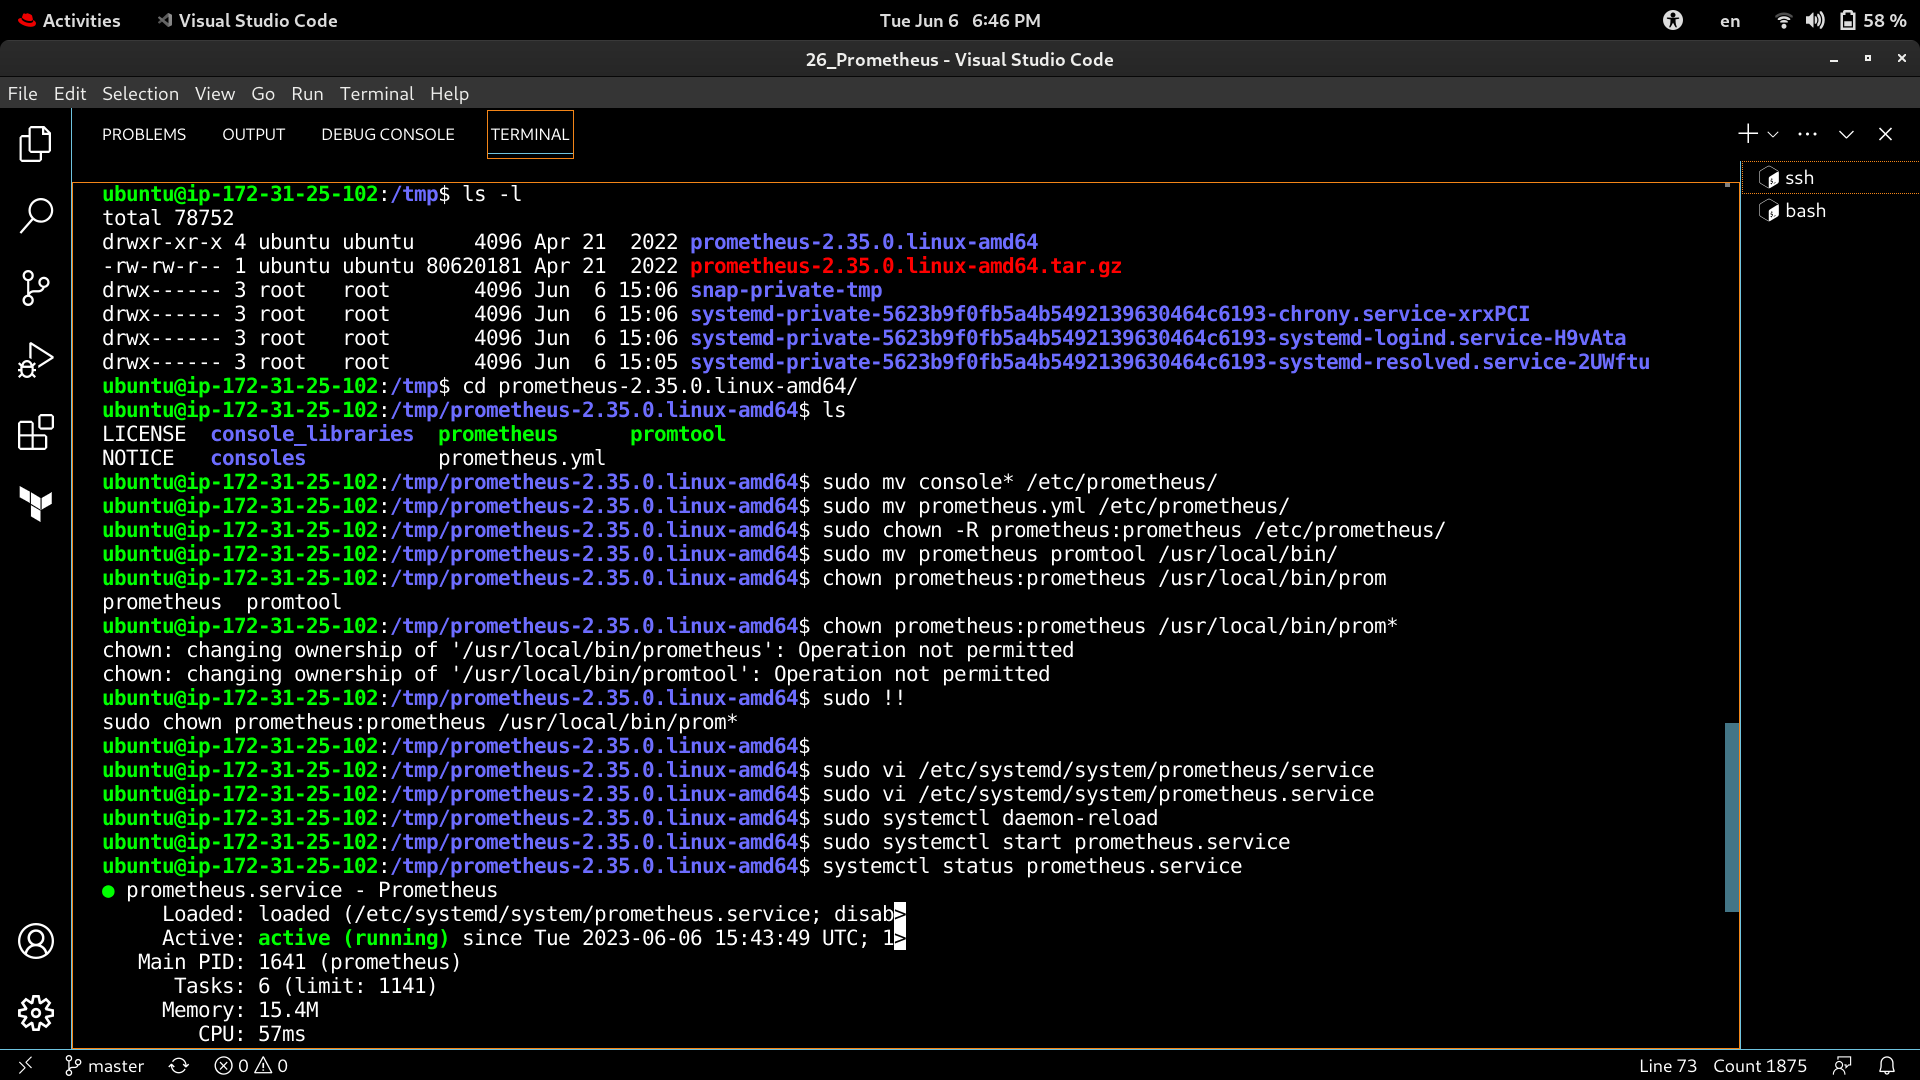 Activities Visual Studio Code Tue Jun 6 6:46 PM en 58 %
26_Prometheus - Visual Studio Code
File Edit Selection View Go Run Terminal Help
PROBLEMS OUTPUT DEBUG CONSOLE TERMINAL
ssh
bash
ubuntu@ip-172-31-25-102:/tmp$ ls -l
total 78752
drwxr-xr-x 4 ubuntu ubuntu     4096 Apr 21  2022 prometheus-2.35.0.linux-amd64
-rw-rw-r-- 1 ubuntu ubuntu 80620181 Apr 21  2022 prometheus-2.35.0.linux-amd64.tar.gz
drwx------ 3 root   root       4096 Jun  6 15:06 snap-private-tmp
drwx------ 3 root   root       4096 Jun  6 15:06 systemd-private-5623b9f0fb5a4b5492139630464c6193-chrony.service-xrxPCI
drwx------ 3 root   root       4096 Jun  6 15:06 systemd-private-5623b9f0fb5a4b5492139630464c6193-systemd-logind.service-H9vAta
drwx------ 3 root   root       4096 Jun  6 15:05 systemd-private-5623b9f0fb5a4b5492139630464c6193-systemd-resolved.service-2UWftu
ubuntu@ip-172-31-25-102:/tmp$ cd prometheus-2.35.0.linux-amd64/
ubuntu@ip-172-31-25-102:/tmp/prometheus-2.35.0.linux-amd64$ ls
LICENSE  console_libraries  prometheus      promtool
NOTICE   consoles           prometheus.yml
ubuntu@ip-172-31-25-102:/tmp/prometheus-2.35.0.linux-amd64$ sudo mv console* /etc/prometheus/
ubuntu@ip-172-31-25-102:/tmp/prometheus-2.35.0.linux-amd64$ sudo mv prometheus.yml /etc/prometheus/
ubuntu@ip-172-31-25-102:/tmp/prometheus-2.35.0.linux-amd64$ sudo chown -R prometheus:prometheus /etc/prometheus/
ubuntu@ip-172-31-25-102:/tmp/prometheus-2.35.0.linux-amd64$ sudo mv prometheus promtool /usr/local/bin/
ubuntu@ip-172-31-25-102:/tmp/prometheus-2.35.0.linux-amd64$ chown prometheus:prometheus /usr/local/bin/prom
prometheus  promtool
ubuntu@ip-172-31-25-102:/tmp/prometheus-2.35.0.linux-amd64$ chown prometheus:prometheus /usr/local/bin/prom*
chown: changing ownership of '/usr/local/bin/prometheus': Operation not permitted
chown: changing ownership of '/usr/local/bin/promtool': Operation not permitted
ubuntu@ip-172-31-25-102:/tmp/prometheus-2.35.0.linux-amd64$ sudo !!
sudo chown prometheus:prometheus /usr/local/bin/prom*
ubuntu@ip-172-31-25-102:/tmp/prometheus-2.35.0.linux-amd64$
ubuntu@ip-172-31-25-102:/tmp/prometheus-2.35.0.linux-amd64$ sudo vi /etc/systemd/system/prometheus/service
ubuntu@ip-172-31-25-102:/tmp/prometheus-2.35.0.linux-amd64$ sudo vi /etc/systemd/system/prometheus.service
ubuntu@ip-172-31-25-102:/tmp/prometheus-2.35.0.linux-amd64$ sudo systemctl daemon-reload
ubuntu@ip-172-31-25-102:/tmp/prometheus-2.35.0.linux-amd64$ sudo systemctl start prometheus.service
ubuntu@ip-172-31-25-102:/tmp/prometheus-2.35.0.linux-amd64$ systemctl status prometheus.service
● prometheus.service - Prometheus
     Loaded: loaded (/etc/systemd/system/prometheus.service; disab>
     Active: active (running) since Tue 2023-06-06 15:43:49 UTC; 1>
   Main PID: 1641 (prometheus)
      Tasks: 6 (limit: 1141)
     Memory: 15.4M
        CPU: 57ms
master 0 0 Line 73 Count 1875